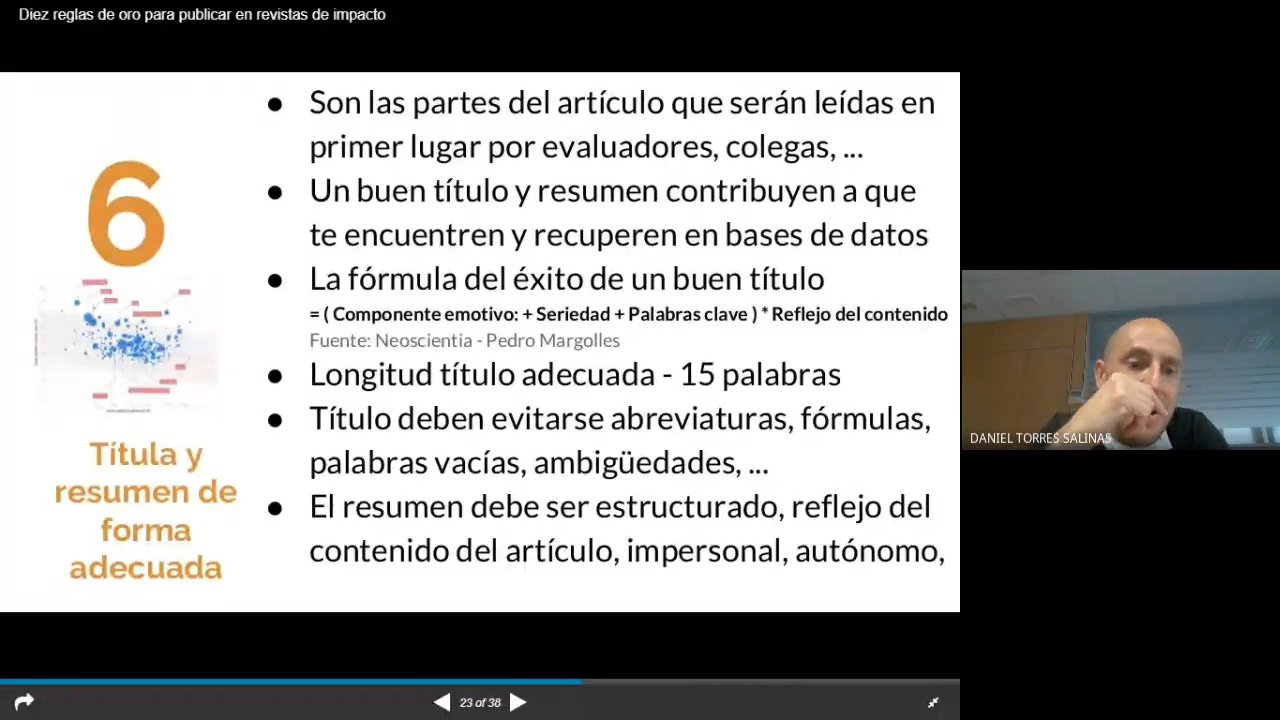 Diez reglas de oro para publicar en revistas de impacto
6
Títula y
resumen de
forma
adecuada
● Son las partes del artículo que serán leídas en
primer lugar por evaluadores, colegas, ...
● Un buen título y resumen contribuyen a que
te encuentren y recuperen en bases de datos
● La fórmula del éxito de un buen título
= ( Componente emotivo: + Seriedad + Palabras clave ) * Reflejo del contenido
Fuente: Neoscientia - Pedro Margolles
● Longitud título adecuada - 15 palabras
● Título deben evitarse abreviaturas, fórmulas,
palabras vacías, ambigüedades, ...
● El resumen debe ser estructurado, reflejo del
contenido del artículo, impersonal, autónomo,
DANIEL TORRES SALINAS
23 of 38